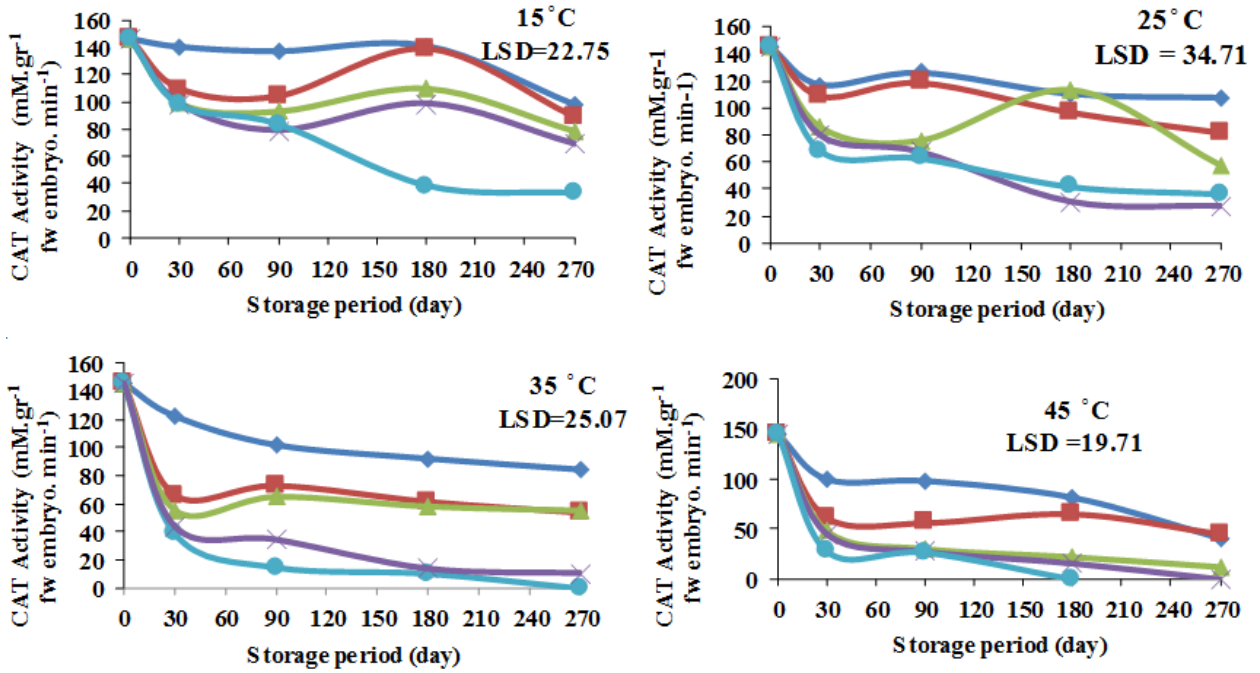 15˚C
LSD=22.75
CAT Activity (mM.gr⁻¹
fw embryo. min⁻¹)
160
140
120
100
80
60
40
20
0
0 30 60 90 120 150 180 210 240 270
Storage period (day)
25˚C
LSD = 34.71
CAT Activity (mM.gr-1
fw embryo. min-1)
160
140
120
100
80
60
40
20
0
0 30 60 90 120 150 180 210 240 270
Storage period (day)
35 ˚C
LSD=25.07
CAT Activity (mM.gr⁻¹
fw embryo. min⁻¹)
160
140
120
100
80
60
40
20
0
0 30 60 90 120 150 180 210 240 270
Storage period (day)
45 ˚C
LSD =19.71
CAT Activity (mM.gr⁻¹
fw embryo. min⁻¹)
200
150
100
50
0
0 30 60 90 120 150 180 210 240 270
Storage period (day)